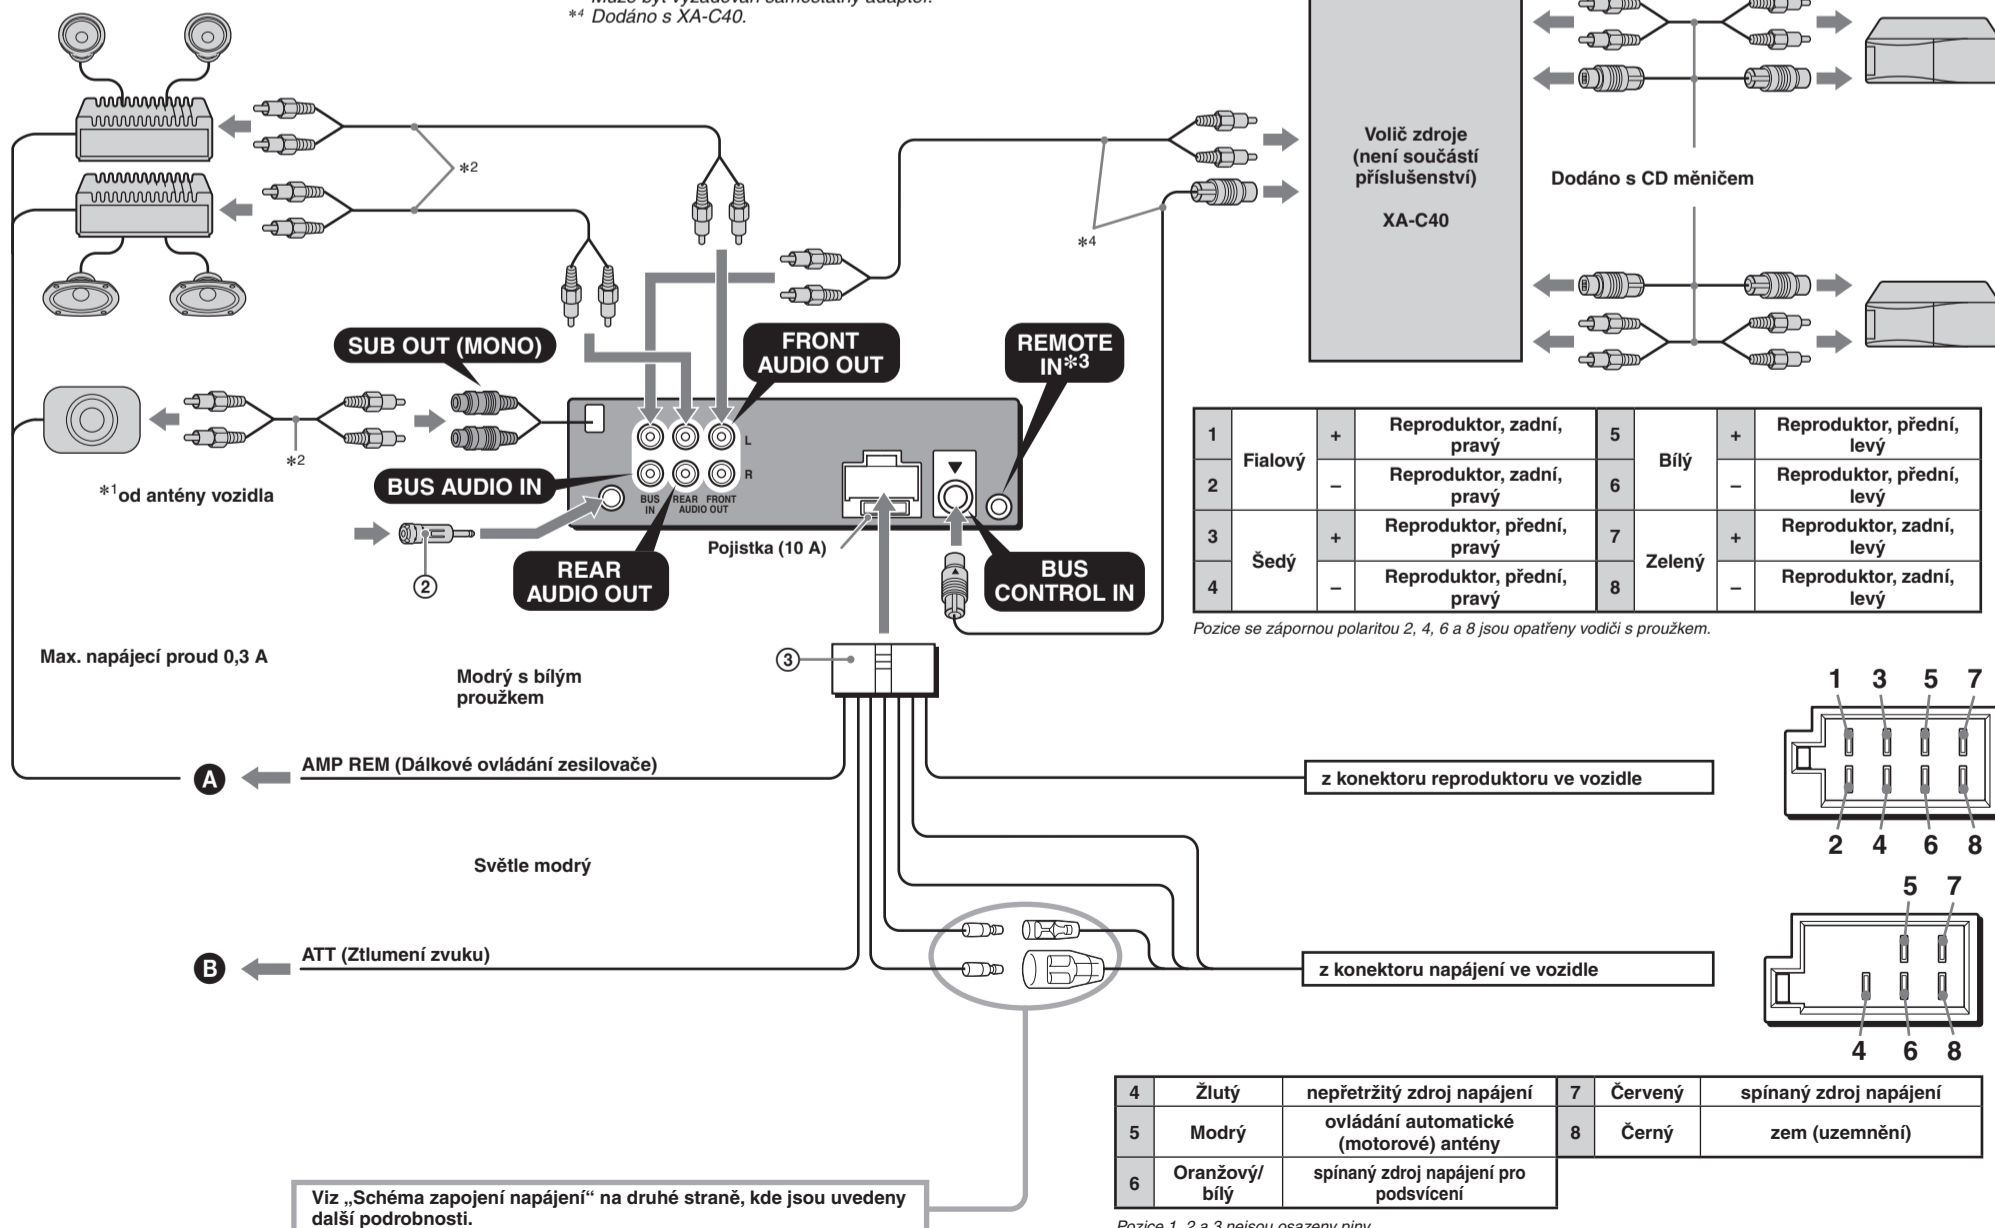 *4 Dodáno s XA-C40.
Volič zdroje
(není součástí
příslušenství)
XA-C40
Dodáno s CD měničem
*2
*4
SUB OUT (MONO)
FRONT
AUDIO OUT
REMOTE
IN*3
*2
*1od antény vozidla
BUS AUDIO IN
L
R
BUS
IN
REAR FRONT
AUDIO OUT
2
REAR
AUDIO OUT
Pojistka (10 A)
BUS
CONTROL IN
1 Fialový + Reproduktor, zadní, pravý 5 Bílý + Reproduktor, přední, levý
2 – Reproduktor, zadní, pravý 6 – Reproduktor, přední, levý
3 Šedý + Reproduktor, přední, pravý 7 Zelený + Reproduktor, zadní, levý
4 – Reproduktor, přední, pravý 8 – Reproduktor, zadní, levý
Pozice se zápornou polaritou 2, 4, 6 a 8 jsou opatřeny vodiči s proužkem.
Max. napájecí proud 0,3 A
Modrý s bílým
proužkem
3
1 3 5 7
A
AMP REM (Dálkové ovládání zesilovače)
z konektoru reproduktoru ve vozidle
2 4 6 8
Světle modrý
5 7
B
ATT (Ztlumení zvuku)
z konektoru napájení ve vozidle
4 6 8
4 Žlutý nepřetržitý zdroj napájení 7 Červený spínaný zdroj napájení
5 Modrý ovládání automatické (motorové) antény 8 Černý zem (uzemnění)
6 Oranžový/ bílý spínaný zdroj napájení pro podsvícení
Viz „Schéma zapojení napájení“ na druhé straně, kde jsou uvedeny
další podrobnosti.
Pozice 1, 2 a 3 nejsou osazeny piny.